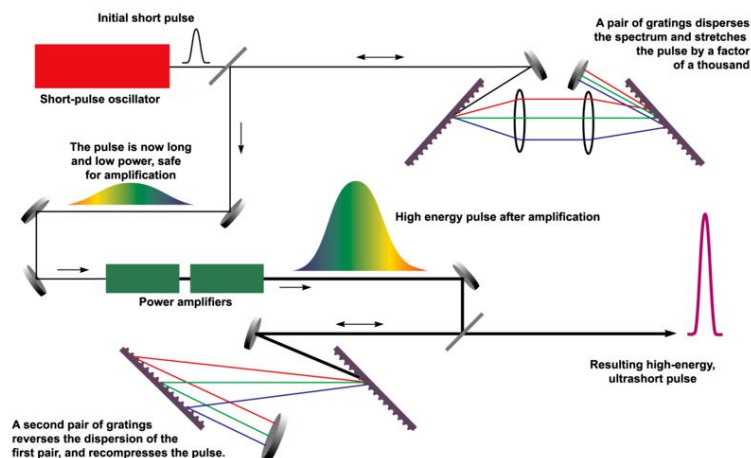 Initial short pulse
A pair of gratings disperses
the spectrum and stretches
the pulse by a factor
of a thousand
Short-pulse oscillator
The pulse is now long
and low power, safe
for amplification
High energy pulse after amplification
Power amplifiers
Resulting high-energy,
ultrashort pulse
A second pair of gratings
reverses the dispersion of the
first pair, and recompresses the pulse.